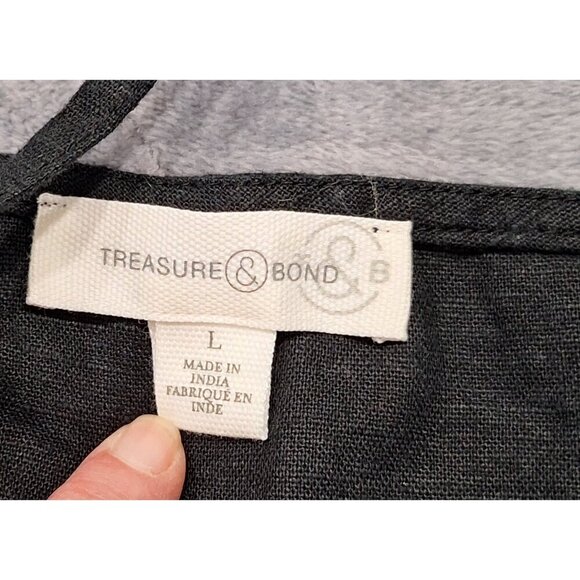 TREASURE & BOND
& B
L
MADE IN
INDIA
FABRIQUÉ EN
INDE